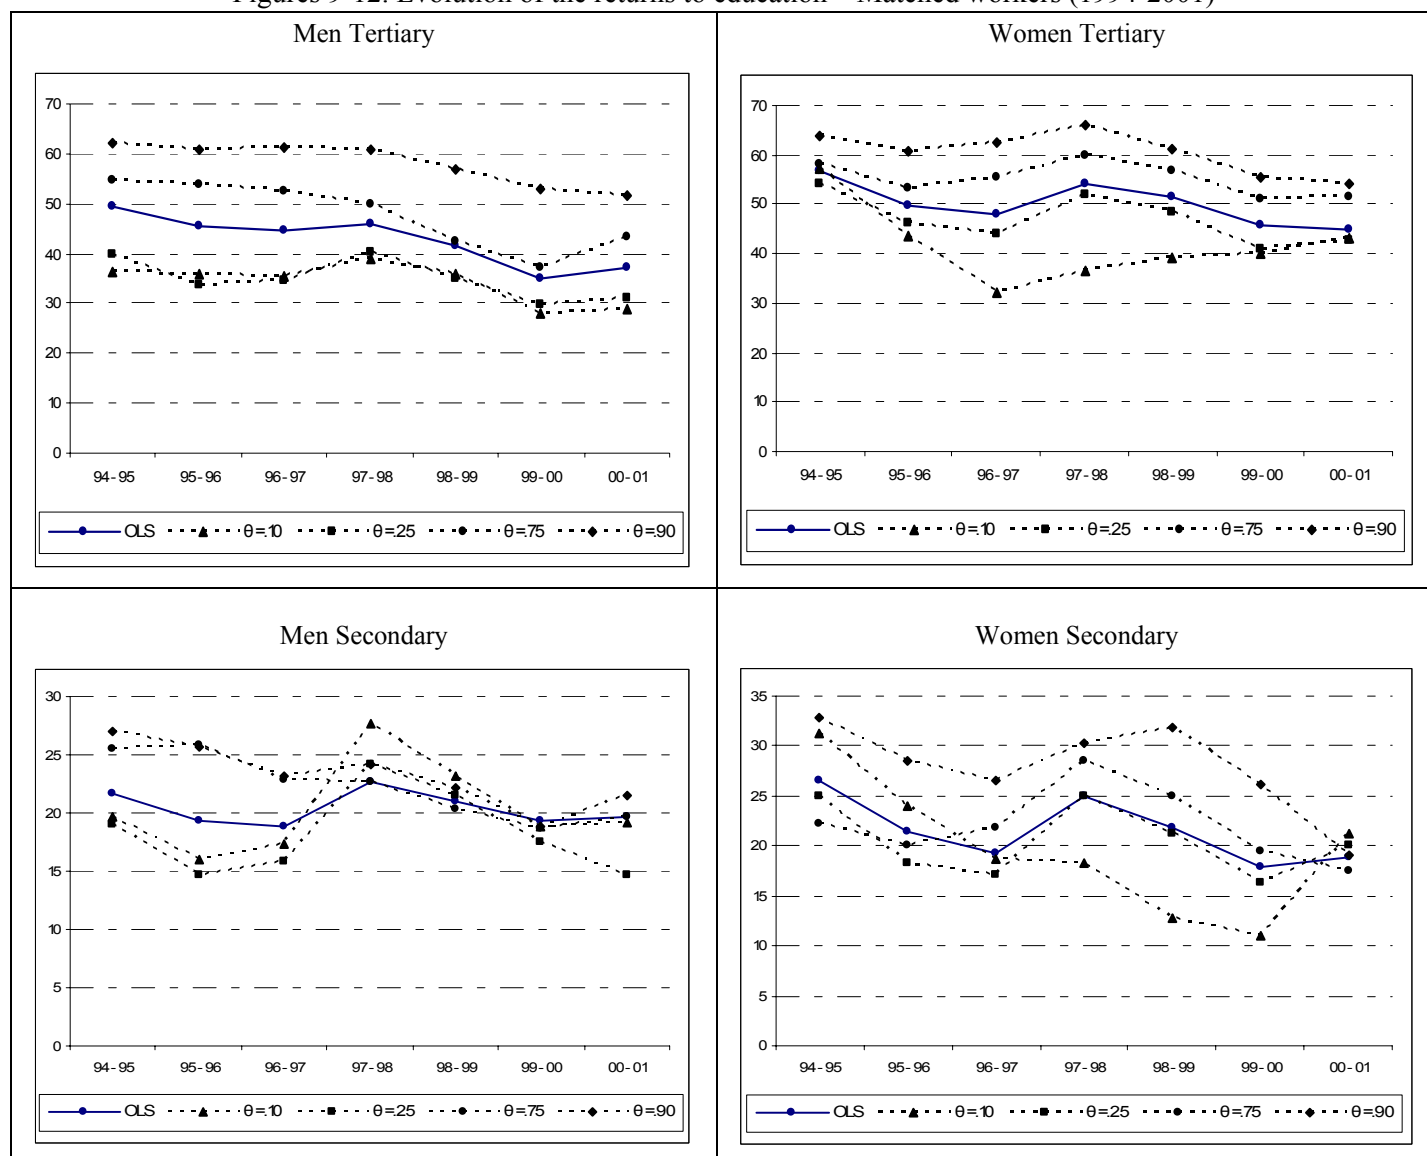 Figures 9-12. Evolution of the returns to education – Matched workers (1994-2001)
Men Tertiary
70
60
50
40
30
20
10
0
94-95 95-96 96-97 97-98 98-99 99-00 00-01
OLS θ=.10 θ=.25 θ=.75 θ=.90
Women Tertiary
70
60
50
40
30
20
10
0
94-95 95-96 96-97 97-98 98-99 99-00 00-01
OLS θ=.10 θ=.25 θ=.75 θ=.90
Men Secondary
30
25
20
15
10
5
0
94-95 95-96 96-97 97-98 98-99 99-00 00-01
OLS θ=.10 θ=.25 θ=.75 θ=.90
Women Secondary
35
30
25
20
15
10
5
0
94-95 95-96 96-97 97-98 98-99 99-00 00-01
OLS θ=.10 θ=.25 θ=.75 θ=.90